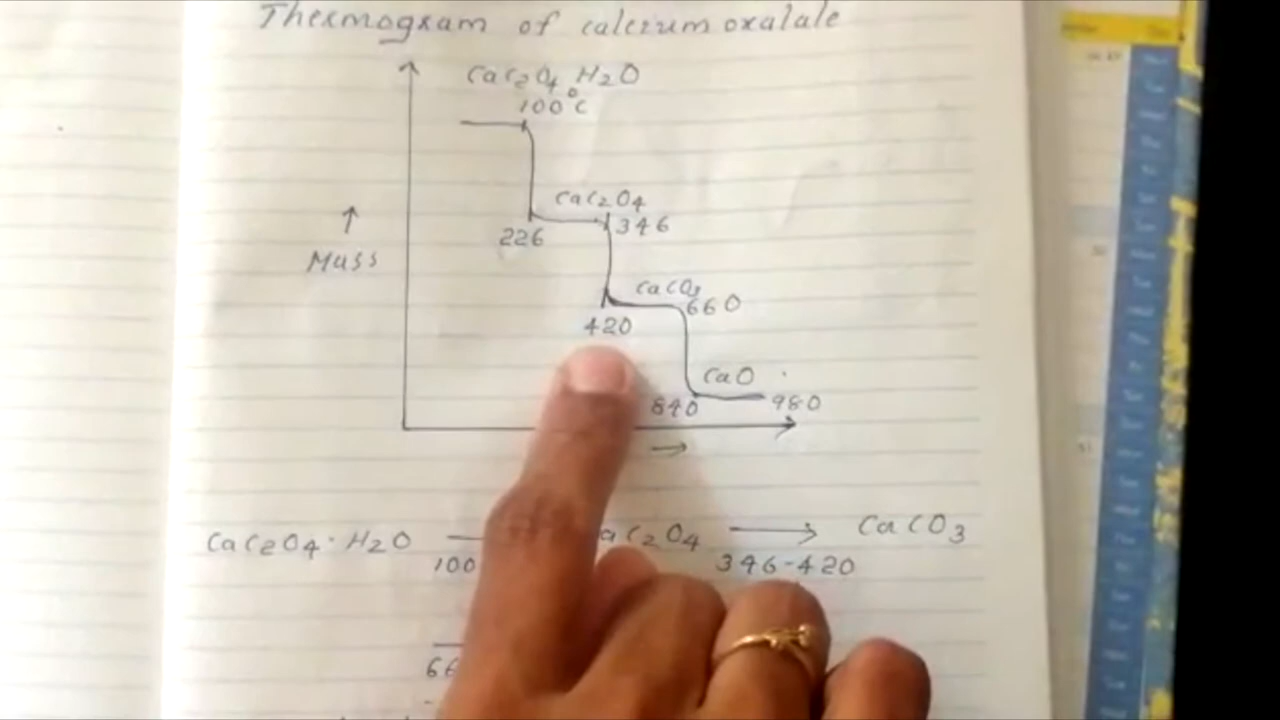 Thermogram of calcium oxalate
CaC2O4 H2O
100°C
CaC2O4
346
226
↑
Mass
CaCO3
660
420
CaO
840
980
→
CaC2O4·H2O
aC2O4 → CaCO3
100
346-420
66